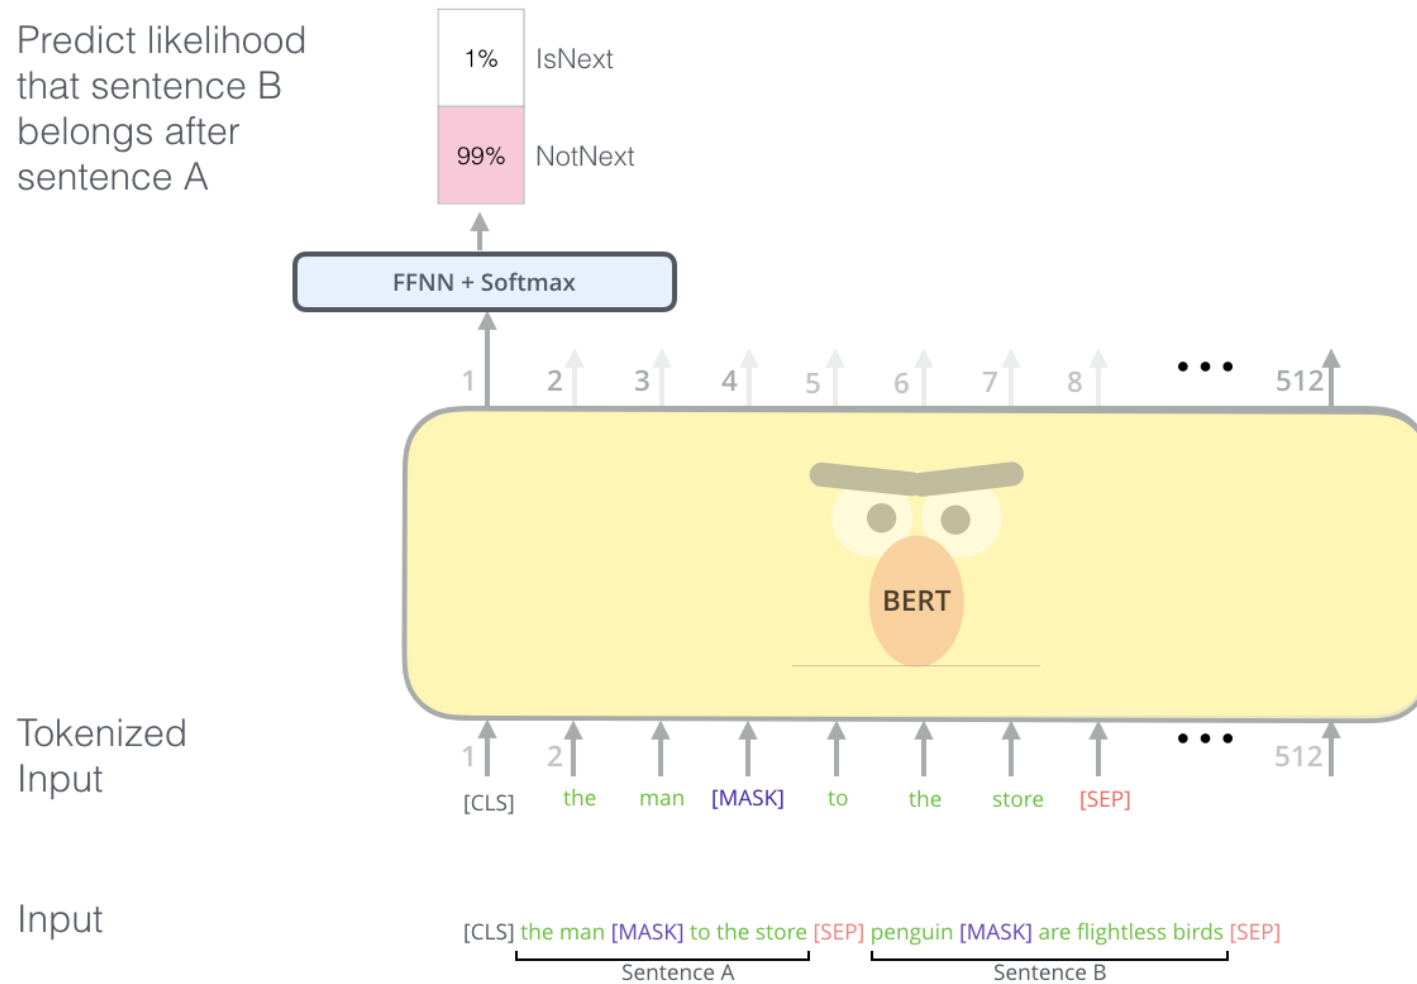 Predict likelihood
that sentence B
belongs after
sentence A
1% IsNext
99% NotNext
FFNN + Softmax
1 2 3 4 5 6 7 8 ••• 512
BERT
Tokenized
Input
1 2 ••• 512
[CLS] the man [MASK] to the store [SEP]
Input
[CLS] the man [MASK] to the store [SEP] penguin [MASK] are flightless birds [SEP]
Sentence A Sentence B